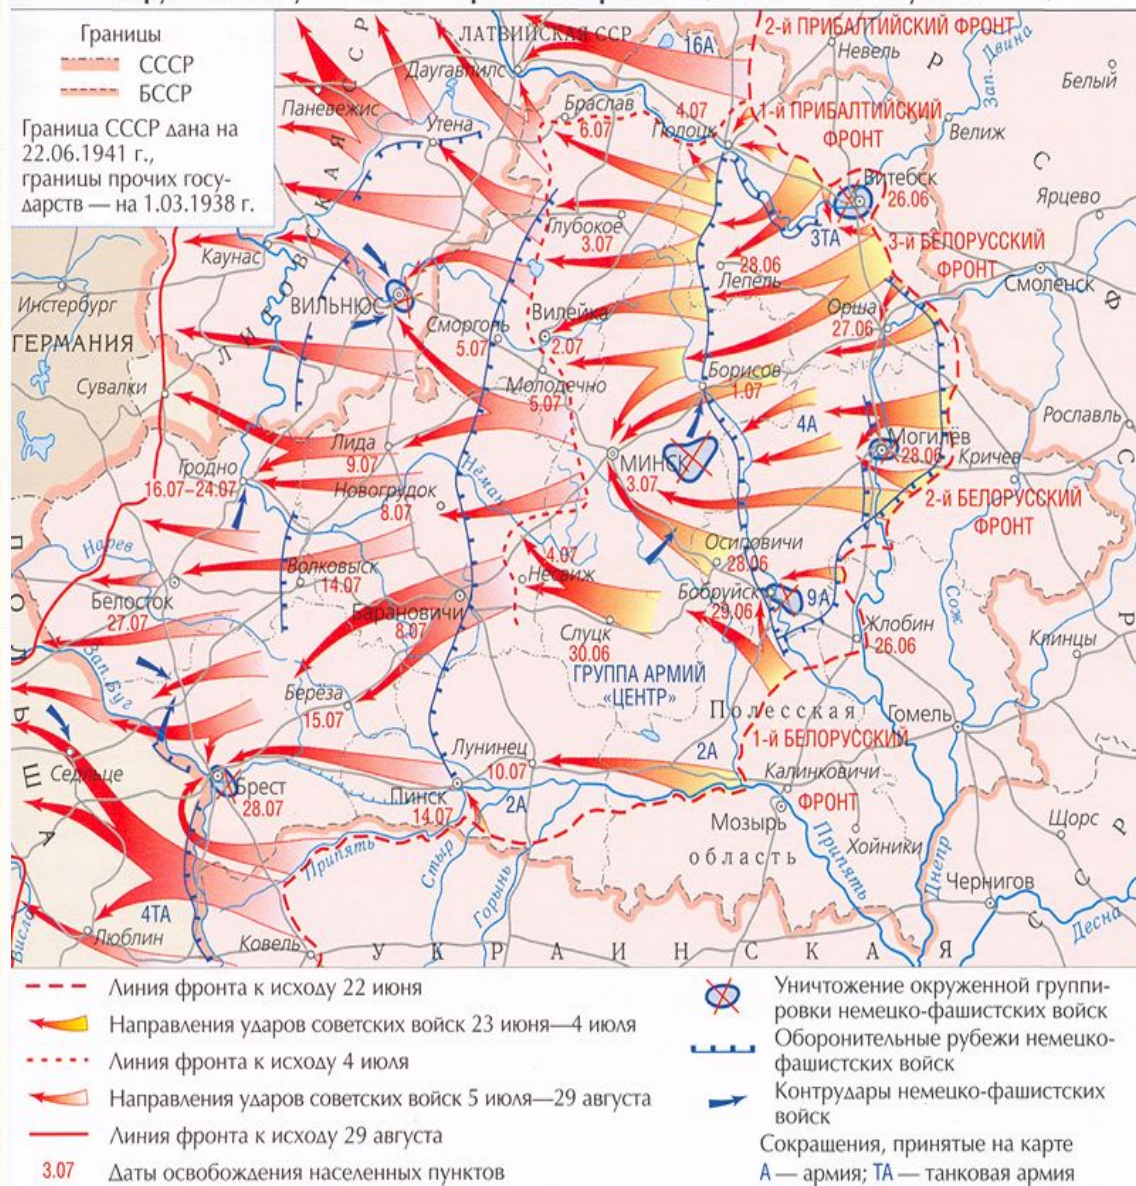 Границы
СССР
БССР
Граница СССР дана на
22.06.1941 г.,
границы прочих госу-
дарств — на 1.03.1938 г.
ЛАТВИЙСКАЯ ССР
16А
2-й ПРИБАЛТИЙСКИЙ ФРОНТ
Невель
Зап. Двина
Белый
Даугавпилс
Паневежис
Утена
Браслав
6.07
4.07
Полоцк
1-й ПРИБАЛТИЙСКИЙ
ФРОНТ
Велиж
Витебск
26.06
Ярцево
Глубокое
3.07
3ТА
3-й БЕЛОРУССКИЙ
ФРОНТ
Смоленск
Каунас
28.06
Лепель
Инстербург
ВИЛЬНЮС
Сморгонь
5.07
Вилейка
2.07
Орша
27.06
ГЕРМАНИЯ
ЛИТОВСКАЯ ССР
Сувалки
Молодечно
5.07
Борисов
1.07
4А
Рославль
Лида
9.07
МИНСК
3.07
Могилёв
28.06
Кричев
Гродно
16.07–24.07
Новогрудок
8.07
Нёман
2-й БЕЛОРУССКИЙ
ФРОНТ
РСФСР
Нарев
Волковыск
14.07
4.07
Несвиж
Осиповичи
28.06
Белосток
27.07
Барановичи
8.07
Бобруйск
29.06
9А
Сож
Слуцк
30.06
Жлобин
26.06
Клинцы
Зап. Буг
Берёза
15.07
ГРУППА АРМИЙ
«ЦЕНТР»
ПОЛЬША
Полесская
Гомель
1-й БЕЛОРУССКИЙ
Седльце
Лунинец
10.07
2А
Калинковичи
ФРОНТ
Брест
28.07
Пинск
14.07
2А
Мозырь
Щорс
область
Хойники
Припять
Стырь
Горынь
Припять
Днепр
Чернигов
Десна
4ТА
Висла
Люблин
Ковель
УКРАИНСКАЯ ССР
Линия фронта к исходу 22 июня
Направления ударов советских войск 23 июня—4 июля
Линия фронта к исходу 4 июля
Направления ударов советских войск 5 июля—29 августа
Линия фронта к исходу 29 августа
3.07 Даты освобождения населенных пунктов
Уничтожение окруженной группи-
ровки немецко-фашистских войск
Оборонительные рубежи немецко-
фашистских войск
Контрудары немецко-фашистских
войск
Сокращения, принятые на карте
А — армия; ТА — танковая армия